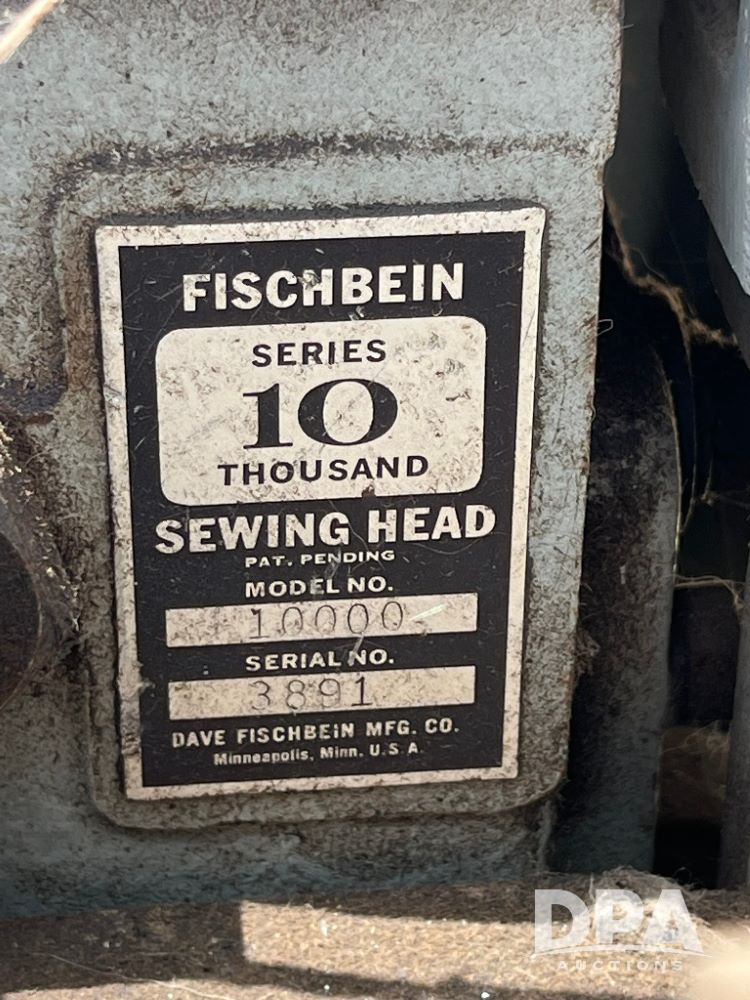 FISCHBEIN
SERIES
10
THOUSAND
SEWING HEAD
PAT. PENDING
MODEL NO.
10000
SERIAL NO.
3891
DAVE FISCHBEIN MFG. CO.
Minneapolis, Minn. U.S.A.
DPA
AUCTIONS